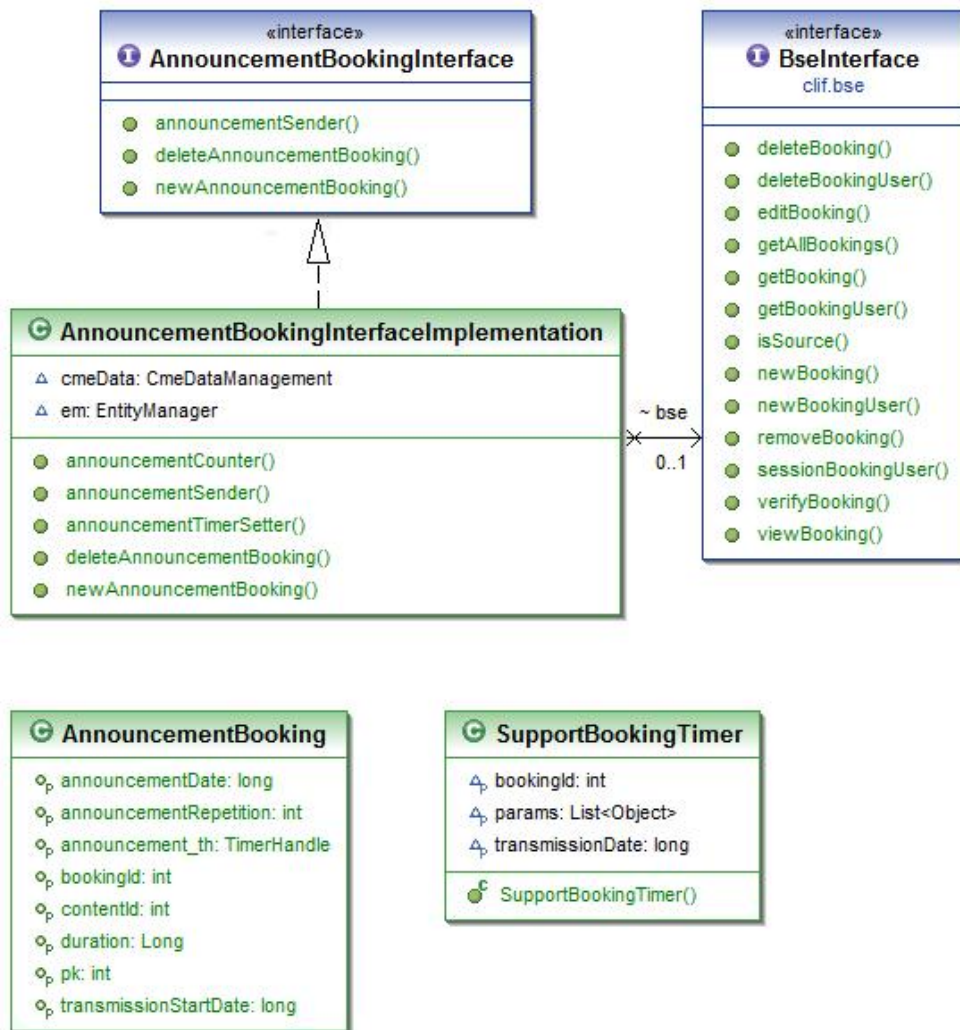 «interface»
AnnouncementBookingInterface
announcementSender()
deleteAnnouncementBooking()
newAnnouncementBooking()
«interface»
BseInterface
clif.bse
deleteBooking()
deleteBookingUser()
editBooking()
getAllBookings()
getBooking()
getBookingUser()
isSource()
newBooking()
newBookingUser()
removeBooking()
sessionBookingUser()
verifyBooking()
viewBooking()
AnnouncementBookingInterfaceImplementation
cmeData: CmeDataManagement
em: EntityManager
announcementCounter()
announcementSender()
announcementTimerSetter()
deleteAnnouncementBooking()
newAnnouncementBooking()
~ bse
0..1
AnnouncementBooking
announcementDate: long
announcementRepetition: int
announcement_th: TimerHandle
bookingId: int
contentId: int
duration: Long
pk: int
transmissionStartDate: long
SupportBookingTimer
bookingId: int
params: List<Object>
transmissionDate: long
SupportBookingTimer()